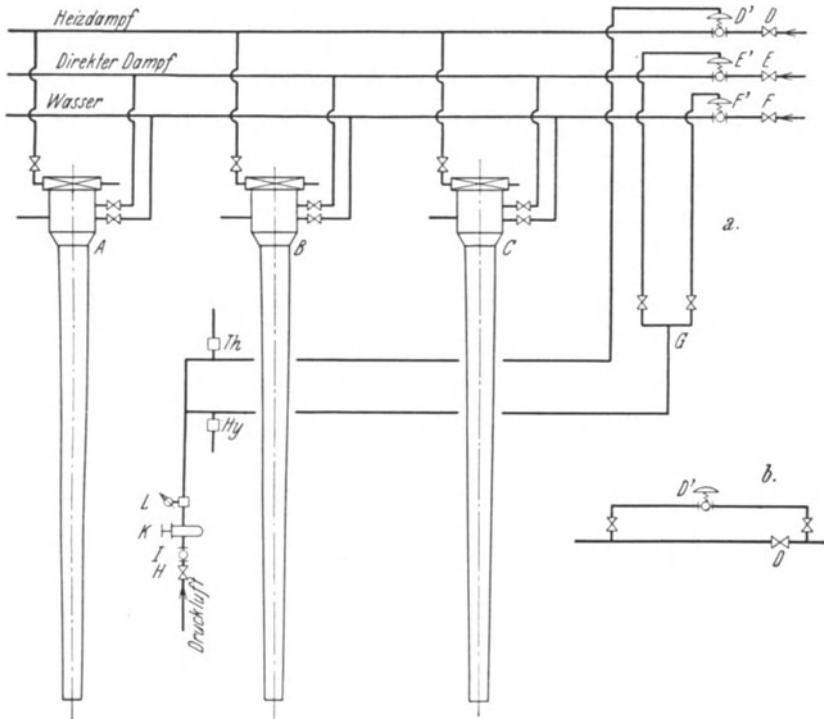 Heizdampf
D' D
Direkter Dampf
E' E
Wasser
F' F
A
B
C
a.
G
Th
Hy
b.
D'
L
K
I
H
D
Druckluft